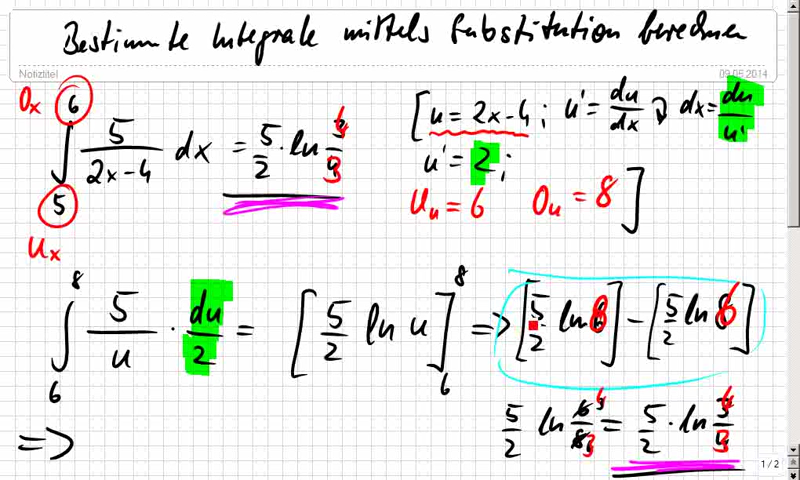 Bestimmte Integrale mittels Substitution berechnen
Notiztitel 09.05.2014
Oₓ 6
∫ 5/(2x-4) dx = 5/2 · ln 4/3 [u = 2x-4; u' = du/dx ↷ dx = du/u'
5 u' = 2;
Uₓ Uᵤ = 6 Oᵤ = 8 ]
8 8
∫ 5/u · du/2 = [5/2 ln u] => [5/2 ln 8] - [5/2 ln 6]
6 6
=> 5/2 ln = 5/2 · ln 4/3
1/2